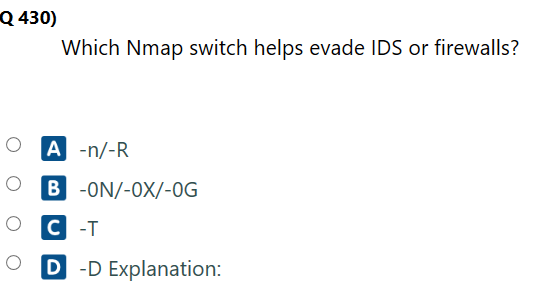 Q 430)
Which Nmap switch helps evade IDS or firewalls?
A -n/-R
B -0N/-0X/-0G
C -T
D -D Explanation: